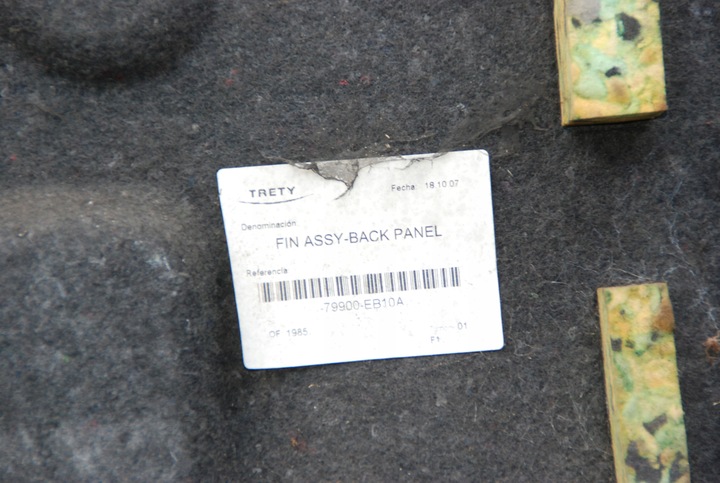 TRETY
Fecha 18 10 07
Denominación
FIN ASSY-BACK PANEL
Referencia
79900-EB10A
OF 1985
01
F1